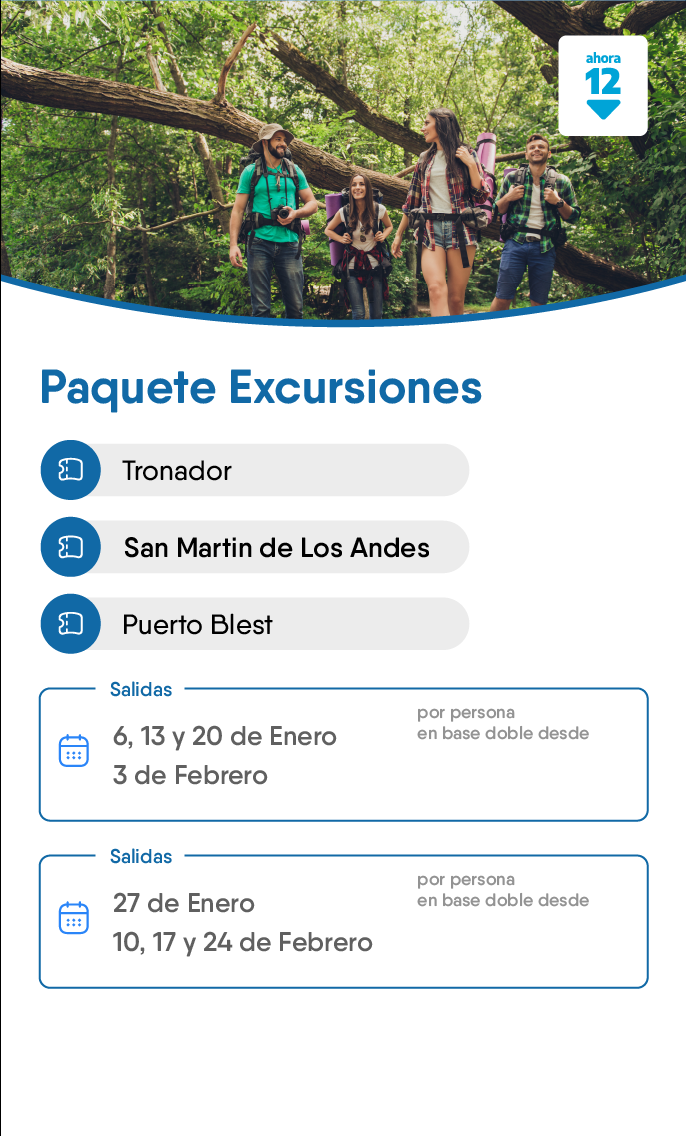 ahora
12
Paquete Excursiones
Tronador
San Martin de Los Andes
Puerto Blest
Salidas
6, 13 y 20 de Enero
3 de Febrero
por persona
en base doble desde
Salidas
27 de Enero
10, 17 y 24 de Febrero
por persona
en base doble desde